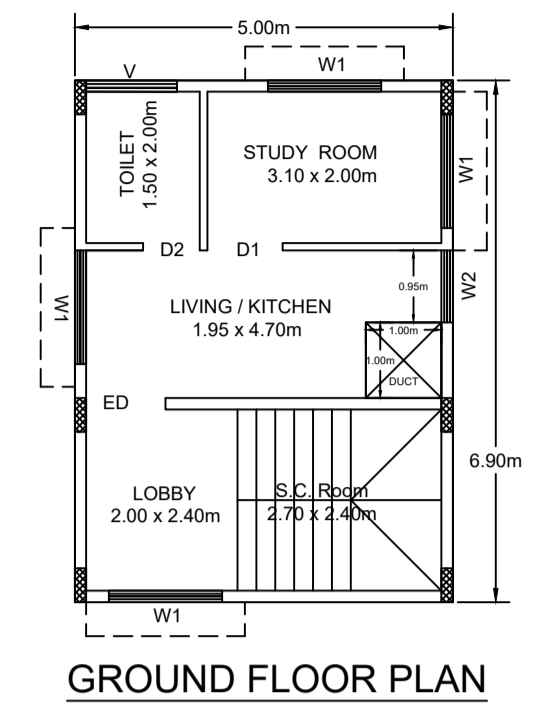 5.00m
V
W1
TOILET
1.50 x 2.00m
STUDY ROOM
3.10 x 2.00m
W1
D2
D1
W2
0.95m
W1
LIVING / KITCHEN
1.95 x 4.70m
1.00m
1.00m
DUCT
ED
6.90m
LOBBY
2.00 x 2.40m
S.C. Room
2.70 x 2.40m
W1
GROUND FLOOR PLAN